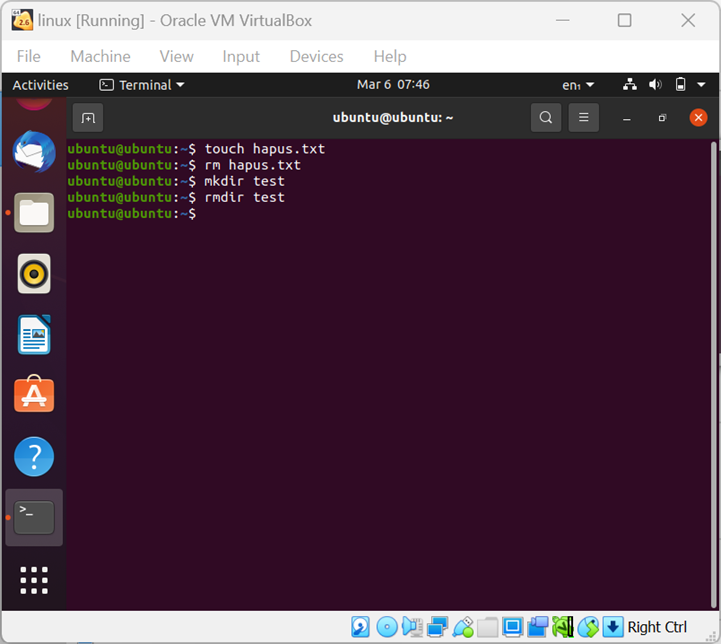 linux [Running] - Oracle VM VirtualBox
File Machine View Input Devices Help
Activities Terminal Mar 6 07:46 en₁
ubuntu@ubuntu: ~
ubuntu@ubuntu:~$ touch hapus.txt
ubuntu@ubuntu:~$ rm hapus.txt
ubuntu@ubuntu:~$ mkdir test
ubuntu@ubuntu:~$ rmdir test
ubuntu@ubuntu:~$
Right Ctrl